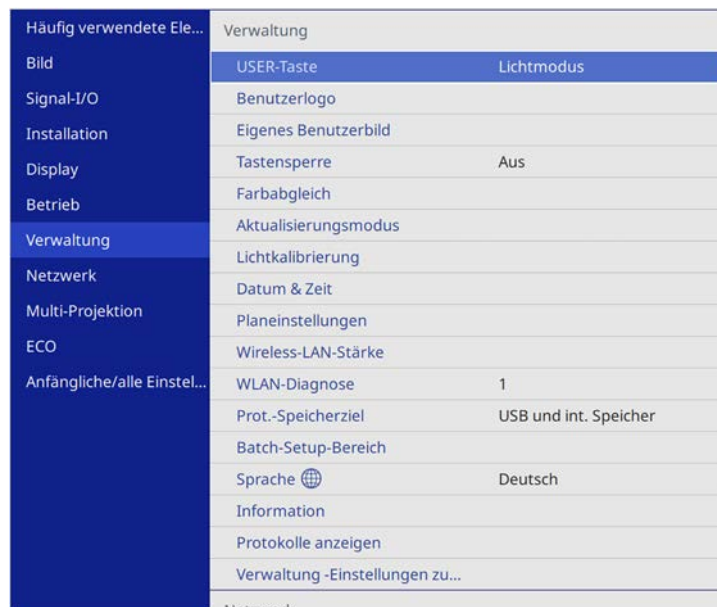 Häufig verwendete Ele...
Bild
Signal-I/O
Installation
Display
Betrieb
Verwaltung
Netzwerk
Multi-Projektion
ECO
Anfängliche/alle Einstel...
Verwaltung
USER-Taste Lichtmodus
Benutzerlogo
Eigenes Benutzerbild
Tastensperre Aus
Farbabgleich
Aktualisierungsmodus
Lichtkalibrierung
Datum & Zeit
Planeinstellungen
Wireless-LAN-Stärke
WLAN-Diagnose 1
Prot.-Speicherziel USB und int. Speicher
Batch-Setup-Bereich
Sprache Deutsch
Information
Protokolle anzeigen
Verwaltung -Einstellungen zu...